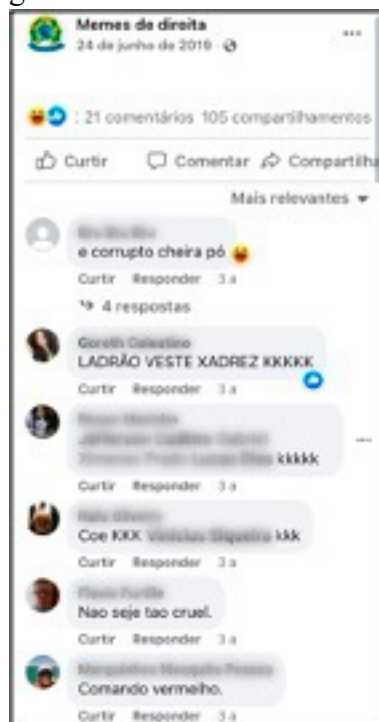 Memes de direita
24 de junho de 2019
: 21 comentários 105 compartilhamentos
Curtir Comentar Compartilha
Mais relevantes
e corrupto cheira pó
Curtir Responder 3 a
4 respostas
LADRÃO VESTE XADREZ KKKKK
Curtir Responder 3 a
kkkkk
Curtir Responder 3 a
Coe KKK kkk
Curtir Responder 3 a
Nao seje tao cruel.
Curtir Responder 3 a
Comando vermelho.
Curtir Responder 3 a